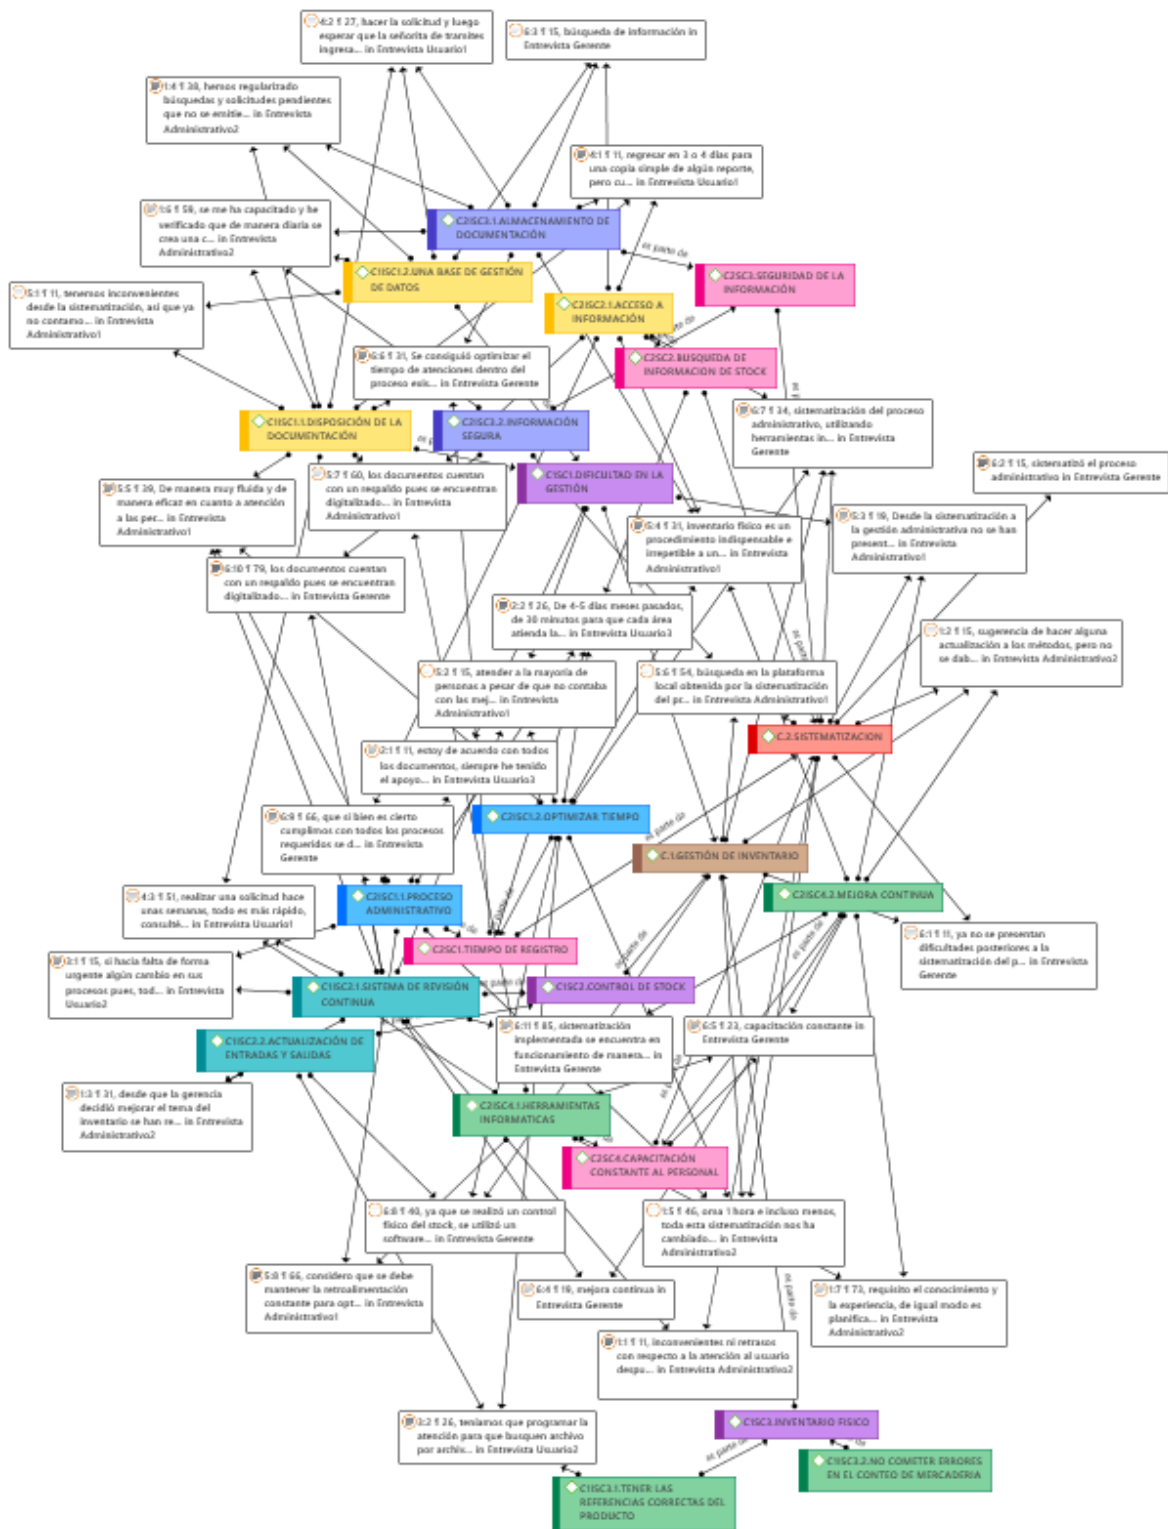 4:2 ¶ 27, hacer la solicitud y luego
esperar que la señorita de tramites
ingresa... in Entrevista Usuario1
6:3 ¶ 15, búsqueda de información in
Entrevista Gerente
1:4 ¶ 38, hemos regularizado
búsquedas y solicitudes pendientes
que no se emitie... in Entrevista
Administrativo2
4:1 ¶ 11, regresar en 3 o 4 días para
una copia simple de algún reporte,
pero cu... in Entrevista Usuario1
1:6 ¶ 59, se me ha capacitado y he
verificado que de manera diaria se
crea una c... in Entrevista
Administrativo2
C2ISC3.1.ALMACENAMIENTO DE
DOCUMENTACIÓN
es parte de
C1ISC1.2.UNA BASE DE GESTIÓN
DE DATOS
C2SC3.SEGURIDAD DE LA
INFORMACIÓN
5:1 ¶ 11, tenemos inconvenientes
desde la sistematización, así que ya
no contamo... in Entrevista
Administrativo1
C2ISC2.1.ACCESO A
INFORMACIÓN
6:6 ¶ 31, Se consiguió optimizar el
tiempo de atenciones dentro del
proceso exis... in Entrevista Gerente
C2SC2.BUSQUEDA DE
INFORMACION DE STOCK
6:7 ¶ 34, sistematización del proceso
administrativo, utilizando
herramientas in... in Entrevista
Gerente
C1ISC1.1.DISPOSICIÓN DE LA
DOCUMENTACIÓN
C2ISC3.2.INFORMACIÓN
SEGURA
6:2 ¶ 15, sistematizó el proceso
administrativo in Entrevista Gerente
5:7 ¶ 60, los documentos cuentan
con un respaldo pues se encuentran
digitalizado... in Entrevista
Administrativo1
C1SC1.DIFICULTAD EN LA
GESTIÓN
5:5 ¶ 39, De manera muy fluida y de
manera eficaz en cuanto a atención
a las per... in Entrevista
Administrativo1
5:4 ¶ 31, inventario físico es un
procedimiento indispensable e
irrepetible a un... in Entrevista
Administrativo1
5:3 ¶ 19, Desde la sistematización a
la gestión administrativa no se han
present... in Entrevista
Administrativo1
6:10 ¶ 79, los documentos cuentan
con un respaldo pues se encuentran
digitalizado... in Entrevista Gerente
2:2 ¶ 26, De 4-5 días meses pasados,
de 30 minutos para que cada área
atienda la... in Entrevista Usuario3
1:2 ¶ 15, sugerencia de hacer alguna
actualización a los métodos, pero no
se dab... in Entrevista Administrativo2
5:2 ¶ 15, atender a la mayoría de
personas a pesar de que no contaba
con las mej... in Entrevista
Administrativo1
5:6 ¶ 54, búsqueda en la plataforma
local obtenida por la sistematización
del pr... in Entrevista Administrativo1
C.2.SISTEMATIZACION
2:1 ¶ 11, estoy de acuerdo con todos
los documentos, siempre he tenido
el apoyo... in Entrevista Usuario3
6:9 ¶ 66, que si bien es cierto
cumplimos con todos los procesos
requeridos se d... in Entrevista
Gerente
C2ISC1.2.OPTIMIZAR TIEMPO
es parte de
C.1.GESTIÓN DE INVENTARIO
C2ISC4.2.MEJORA CONTINUA
4:3 ¶ 51, realizar una solicitud hace
unas semanas, todo es más rápido,
consulté... in Entrevista Usuario1
C2ISC1.1.PROCESO
ADMINISTRATIVO
C2SC1.TIEMPO DE REGISTRO
6:1 ¶ 11, ya no se presentan
dificultades posteriores a la
sistematización del p... in Entrevista
Gerente
3:1 ¶ 15, si hacía falta de forma
urgente algún cambio en sus
procesos pues, tod... in Entrevista
Usuario2
C1ISC2.1.SISTEMA DE REVISIÓN
CONTINUA
C1SC2.CONTROL DE STOCK
es parte de
C1ISC2.2.ACTUALIZACIÓN DE
ENTRADAS Y SALIDAS
6:11 ¶ 85, sistematización
implementada se encuentra en
funcionamiento de manera... in
Entrevista Gerente
6:5 ¶ 23, capacitación constante in
Entrevista Gerente
1:3 ¶ 31, desde que la gerencia
decidió mejorar el tema del
inventario se han re... in Entrevista
Administrativo2
C2ISC4.1.HERRAMIENTAS
INFORMATICAS
C2SC4.CAPACITACIÓN
CONSTANTE AL PERSONAL
6:8 ¶ 40, ya que se realizó un control
físico del stock, se utilizó un
software... in Entrevista Gerente
1:5 ¶ 46, oma 1 hora e incluso menos,
toda esta sistematización nos ha
cambiado... in Entrevista
Administrativo2
5:8 ¶ 66, considero que se debe
mantener la retroalimentación
constante para opt... in Entrevista
Administrativo1
6:4 ¶ 19, mejora continua in
Entrevista Gerente
es parte de
1:7 ¶ 73, requisito el conocimiento y
la experiencia, de igual modo es
planifica... in Entrevista
Administrativo2
1:1 ¶ 11, inconvenientes ni retrasos
con respecto a la atención al usuario
despu... in Entrevista Administrativo2
3:2 ¶ 26, teníamos que programar la
atención para que busquen archivo
por archiv... in Entrevista Usuario2
C1SC3.INVENTARIO FISICO
es parte de
C1ISC3.2.NO COMETER ERRORES
EN EL CONTEO DE MERCADERIA
C1ISC3.1.TENER LAS
REFERENCIAS CORRECTAS DEL
PRODUCTO